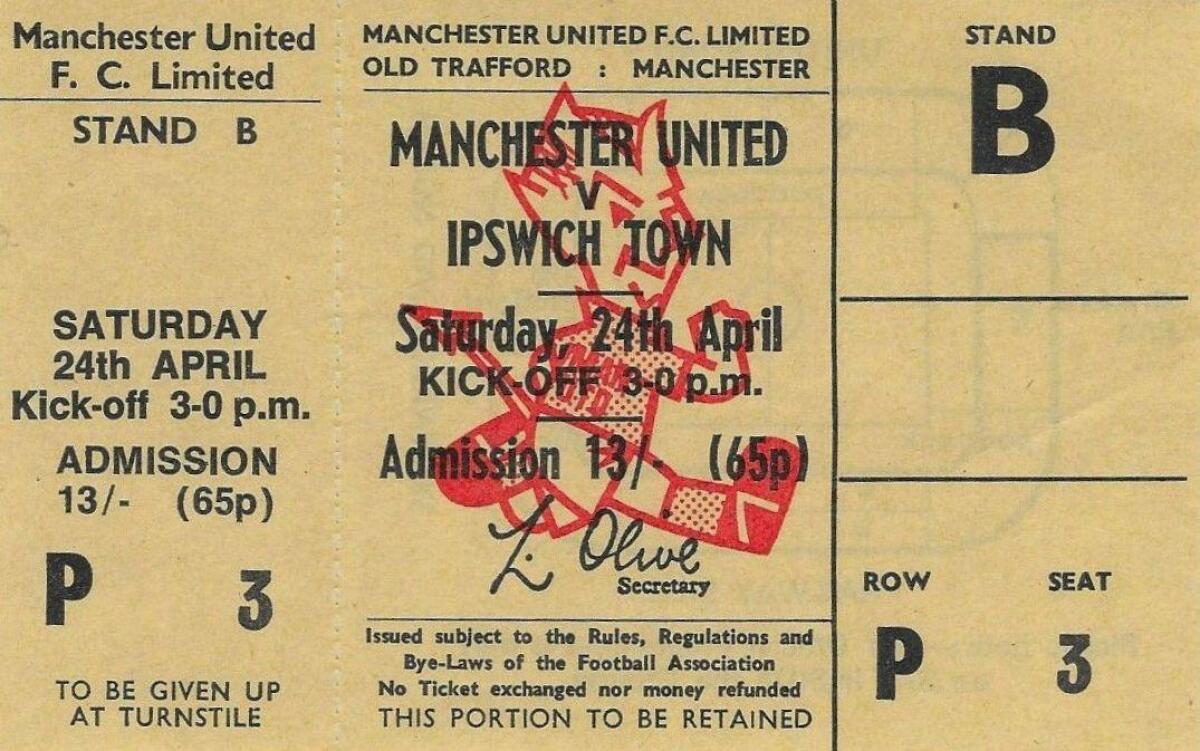 Manchester United
F. C. Limited
STAND B
SATURDAY
24th APRIL
Kick-off 3-0 p.m.
ADMISSION
13/- (65p)
P 3
TO BE GIVEN UP
AT TURNSTILE
MANCHESTER UNITED F.C. LIMITED
OLD TRAFFORD : MANCHESTER
MANCHESTER UNITED
V
IPSWICH TOWN
Saturday, 24th April
KICK-OFF 3-0 p.m.
Admission 13/- (65p)
L. Olive
Secretary
Issued subject to the Rules, Regulations and
Bye-Laws of the Football Association
No Ticket exchanged nor money refunded
THIS PORTION TO BE RETAINED
STAND
B
ROW SEAT
P 3